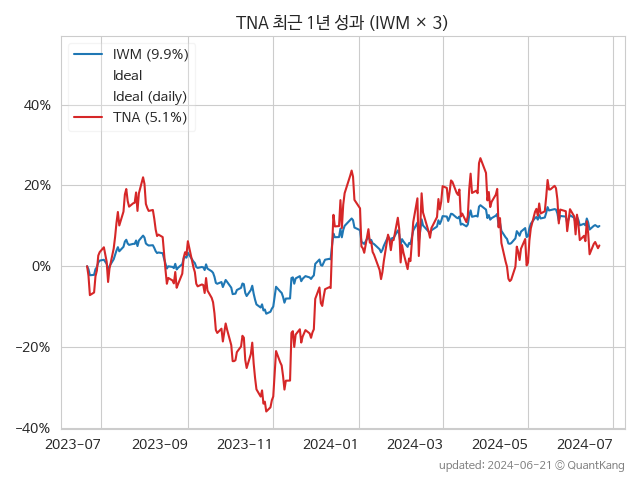 TNA 최근 1년 성과 (IWM × 3)
IWM (9.9%)
Ideal
Ideal (daily)
TNA (5.1%)
40%
20%
0%
−20%
−40%
2023−07 2023−09 2023−11 2024−01 2024−03 2024−05 2024−07
updated: 2024−06−21 © QuantKang